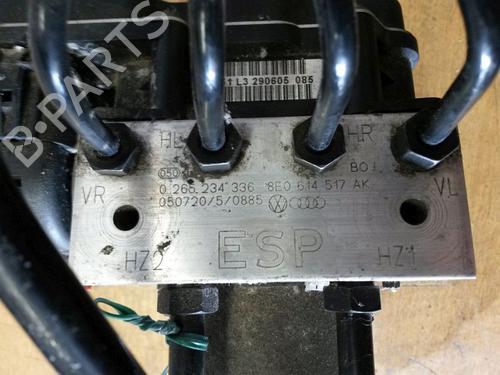 1 L3 290605 085
HL
HR
0 265 234 336 8E0 614 517 AK
050720/5/0885
VR
VL
HZ2
ESP
HZ1
B-PARTS